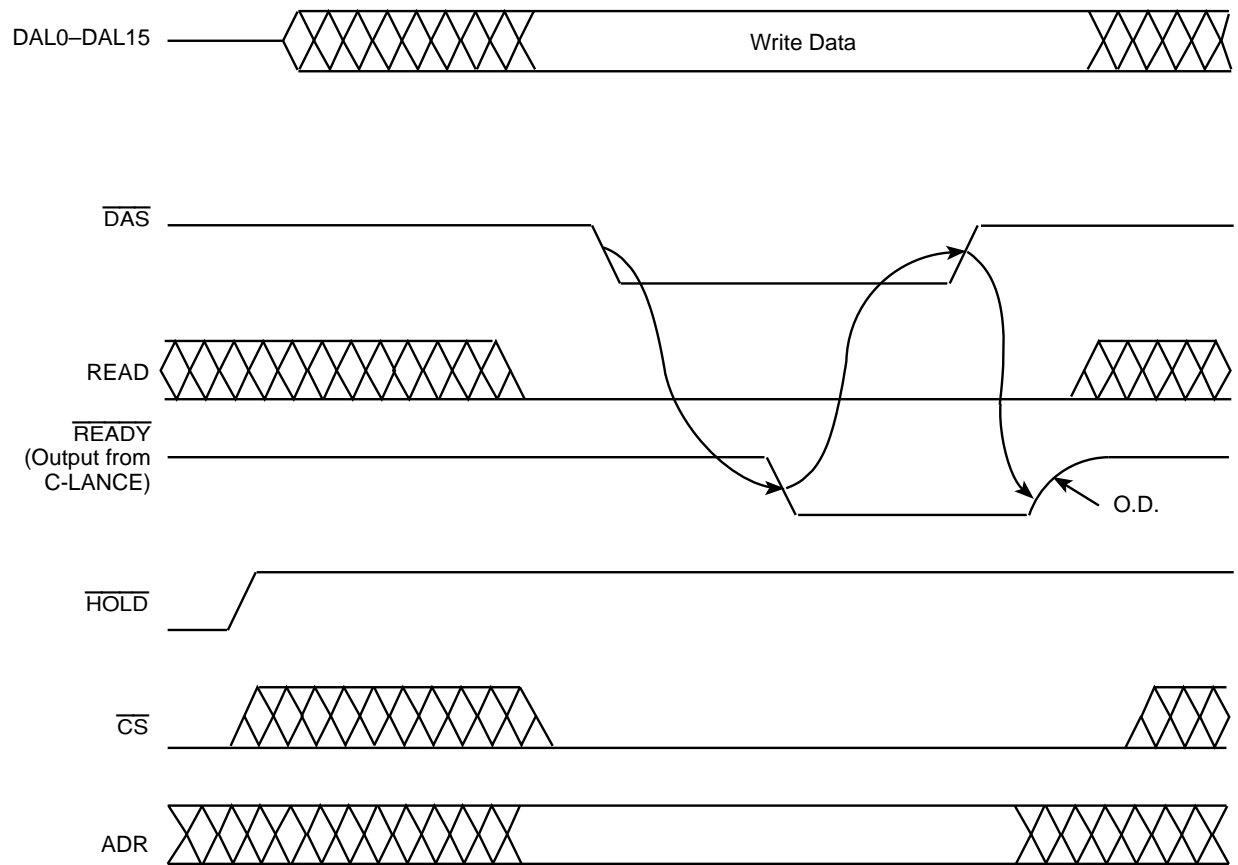 DAL0–DAL15
Write Data
DAS
READ
READY
(Output from
C-LANCE)
O.D.
HOLD
CS
ADR